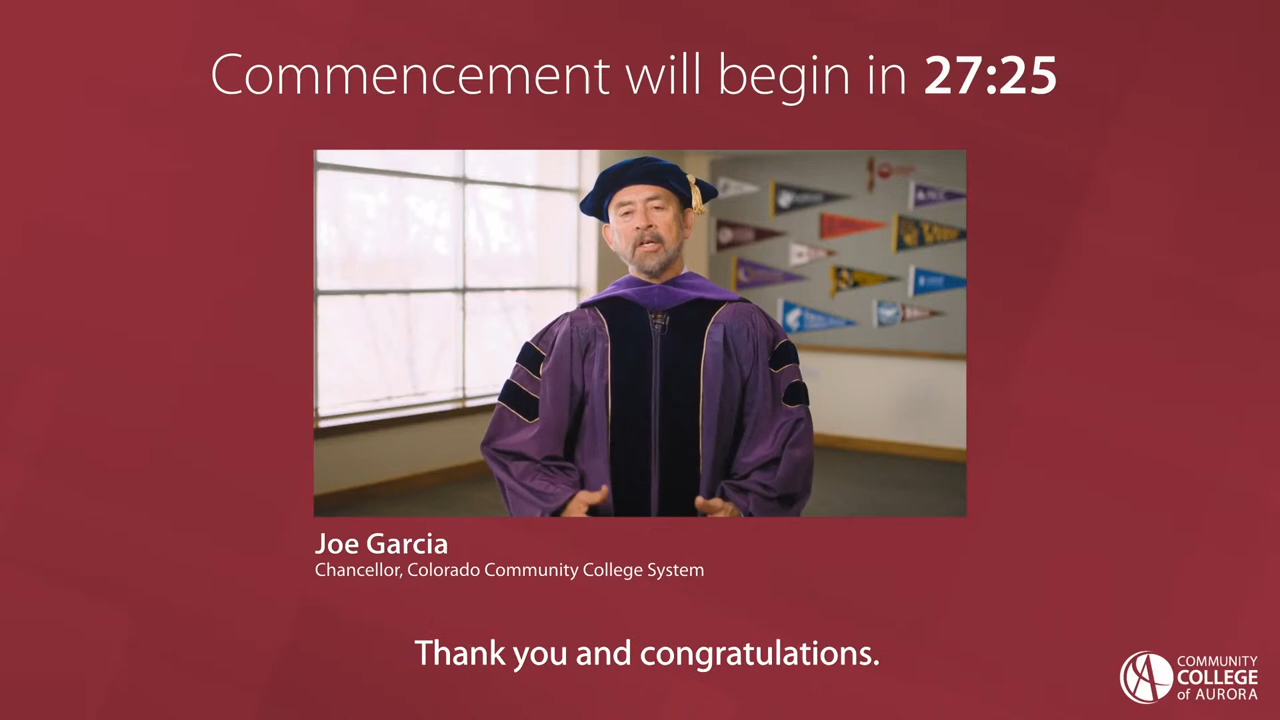 Commencement will begin in 27:25
Joe Garcia
Chancellor, Colorado Community College System
Thank you and congratulations.
COMMUNITY
COLLEGE
of AURORA